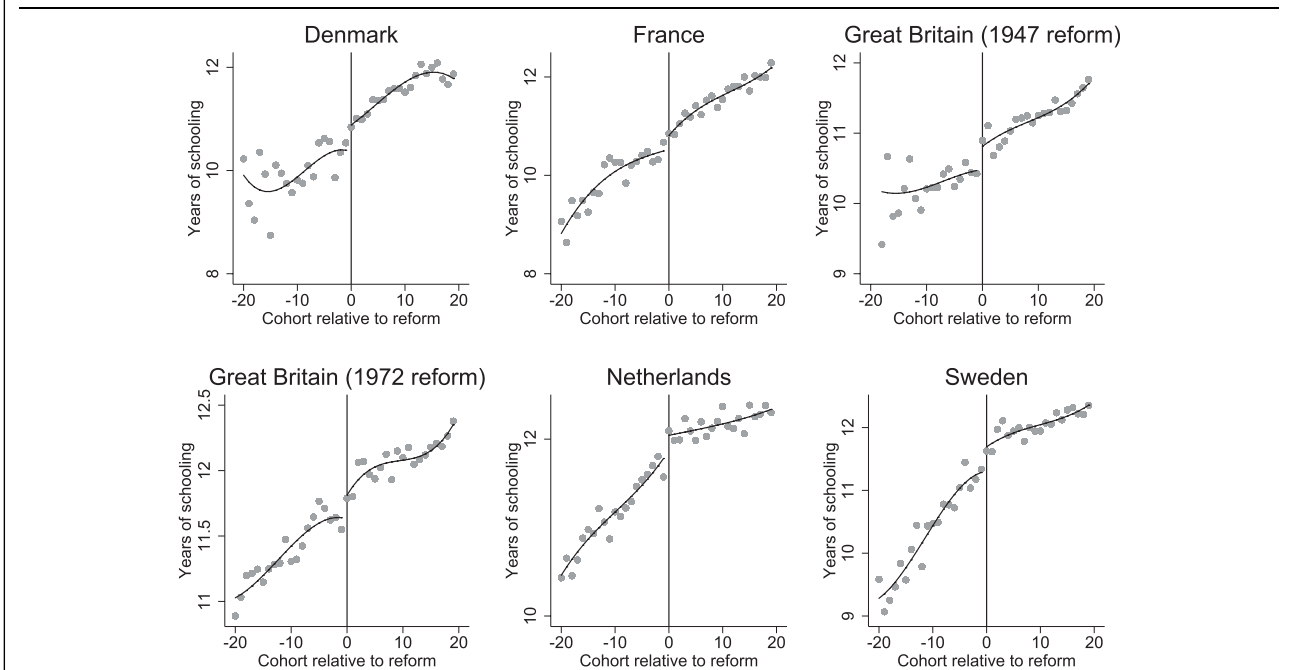 Denmark
Years of schooling
12
10
8
-20 -10 0 10 20
Cohort relative to reform
France
Years of schooling
12
10
8
-20 -10 0 10 20
Cohort relative to reform
Great Britain (1947 reform)
Years of schooling
12
11
10
9
-20 -10 0 10 20
Cohort relative to reform
Great Britain (1972 reform)
Years of schooling
12.5
12
11.5
11
-20 -10 0 10 20
Cohort relative to reform
Netherlands
Years of schooling
12
10
-20 -10 0 10 20
Cohort relative to reform
Sweden
Years of schooling
12
11
10
9
-20 -10 0 10 20
Cohort relative to reform